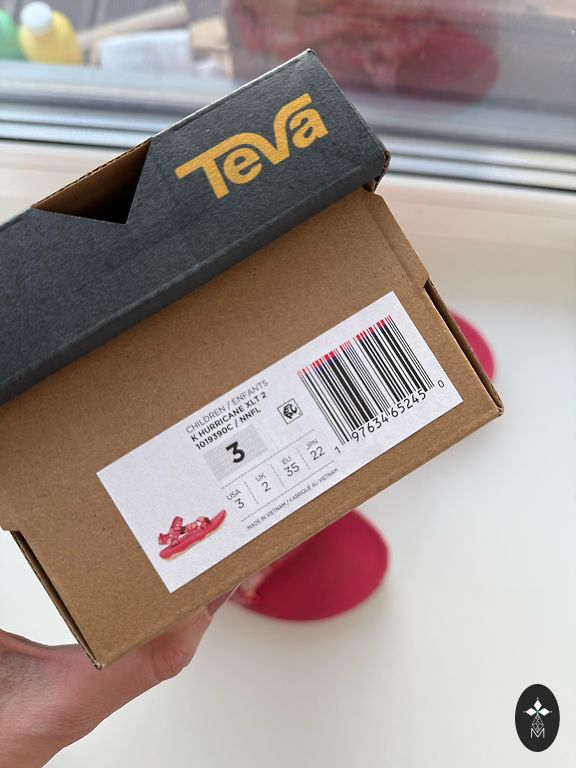 TEVA
CHILDREN / ENFANTS
K HURRICANE XLT 2
1019390C / NNFL
3
USA UK EU JPN
3 2 35 22
MADE IN VIETNAM / FABRIQUÉ AU VIETNAM
1 97634 65245 0
M